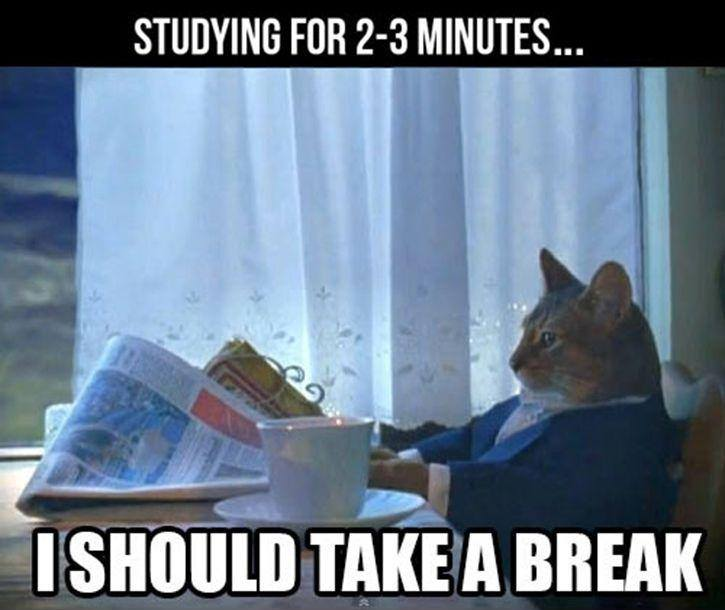 STUDYING FOR 2-3 MINUTES...
I SHOULD TAKE A BREAK